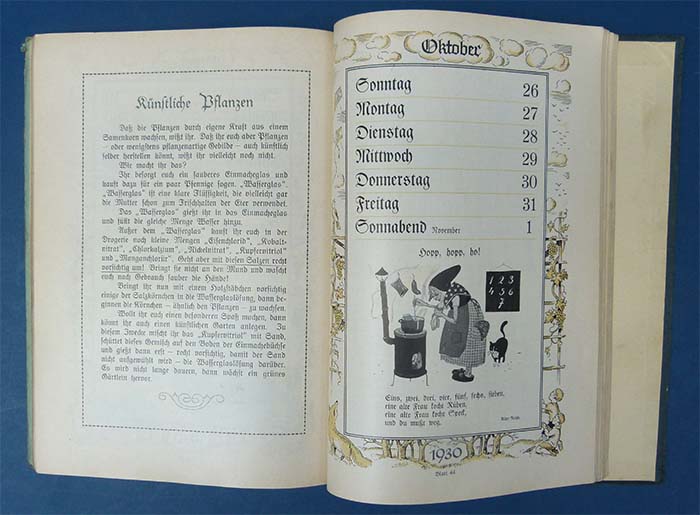 Künstliche Pflanzen
Daß die Pflanzen durch eigene Kraft aus einem
Samenkorn wachsen, wißt ihr. Daß ihr euch aber Pflanzen
– oder wenigstens pflanzenartige Gebilde – auch künstlich
selber herstellen könnt, wißt ihr vielleicht noch nicht.
Wie macht ihr das?
Ihr besorgt euch ein sauberes Einmacheglas und
kauft dazu für ein paar Pfennige sogen. „Wasserglas“.
„Wasserglas“ ist eine klare Flüssigkeit, die vielleicht gar
die Mutter schon zum Frischhalten der Eier verwendet.
Das „Wasserglas“ gießt ihr in das Einmacheglas
und füllt die gleiche Menge Wasser hinzu.
Außer dem „Wasserglas“ kauft ihr euch in der
Drogerie noch kleine Mengen „Eisenchlorid“, „Kobalt-
nitrat“, „Chlorkalzium“, „Nickelnitrat“, „Kupfervitriol“
und „Manganchlorür“. Geht aber mit diesen Salzen recht
vorsichtig um! Bringt sie nicht an den Mund und wascht
euch nach Gebrauch sauber die Hände!
Bringt ihr nun mit einem Holzstäbchen vorsichtig
einige der Salzkörnchen in die Wasserglaslösung, dann be-
ginnen die Körnchen – ähnlich den Pflanzen – zu wachsen.
Wollt ihr euch einen besonderen Spaß machen, dann
könnt ihr auch einen künstlichen Garten anlegen. Zu
diesem Zwecke mischt ihr das „Kupfervitriol“ mit Sand,
schüttet dieses Gemisch auf den Boden der Einmachebüchse
und gießt dann erst – recht vorsichtig, damit der Sand
nicht aufgewühlt wird – die Wasserglaslösung darüber.
Es wird nicht lange dauern, dann wächst ein grünes
Gärtlein hervor.
Oktober
Sonntag 26
Montag 27
Dienstag 28
Mittwoch 29
Donnerstag 30
Freitag 31
Sonnabend November 1
Hopp, hopp, ho!
1 2 3
4 5 6
7
Eins, zwei, drei, vier, fünf, sechs, sieben,
eine alte Frau kocht Rüben,
eine alte Frau kocht Speck,
und du mußt weg.
1930
Blatt 44